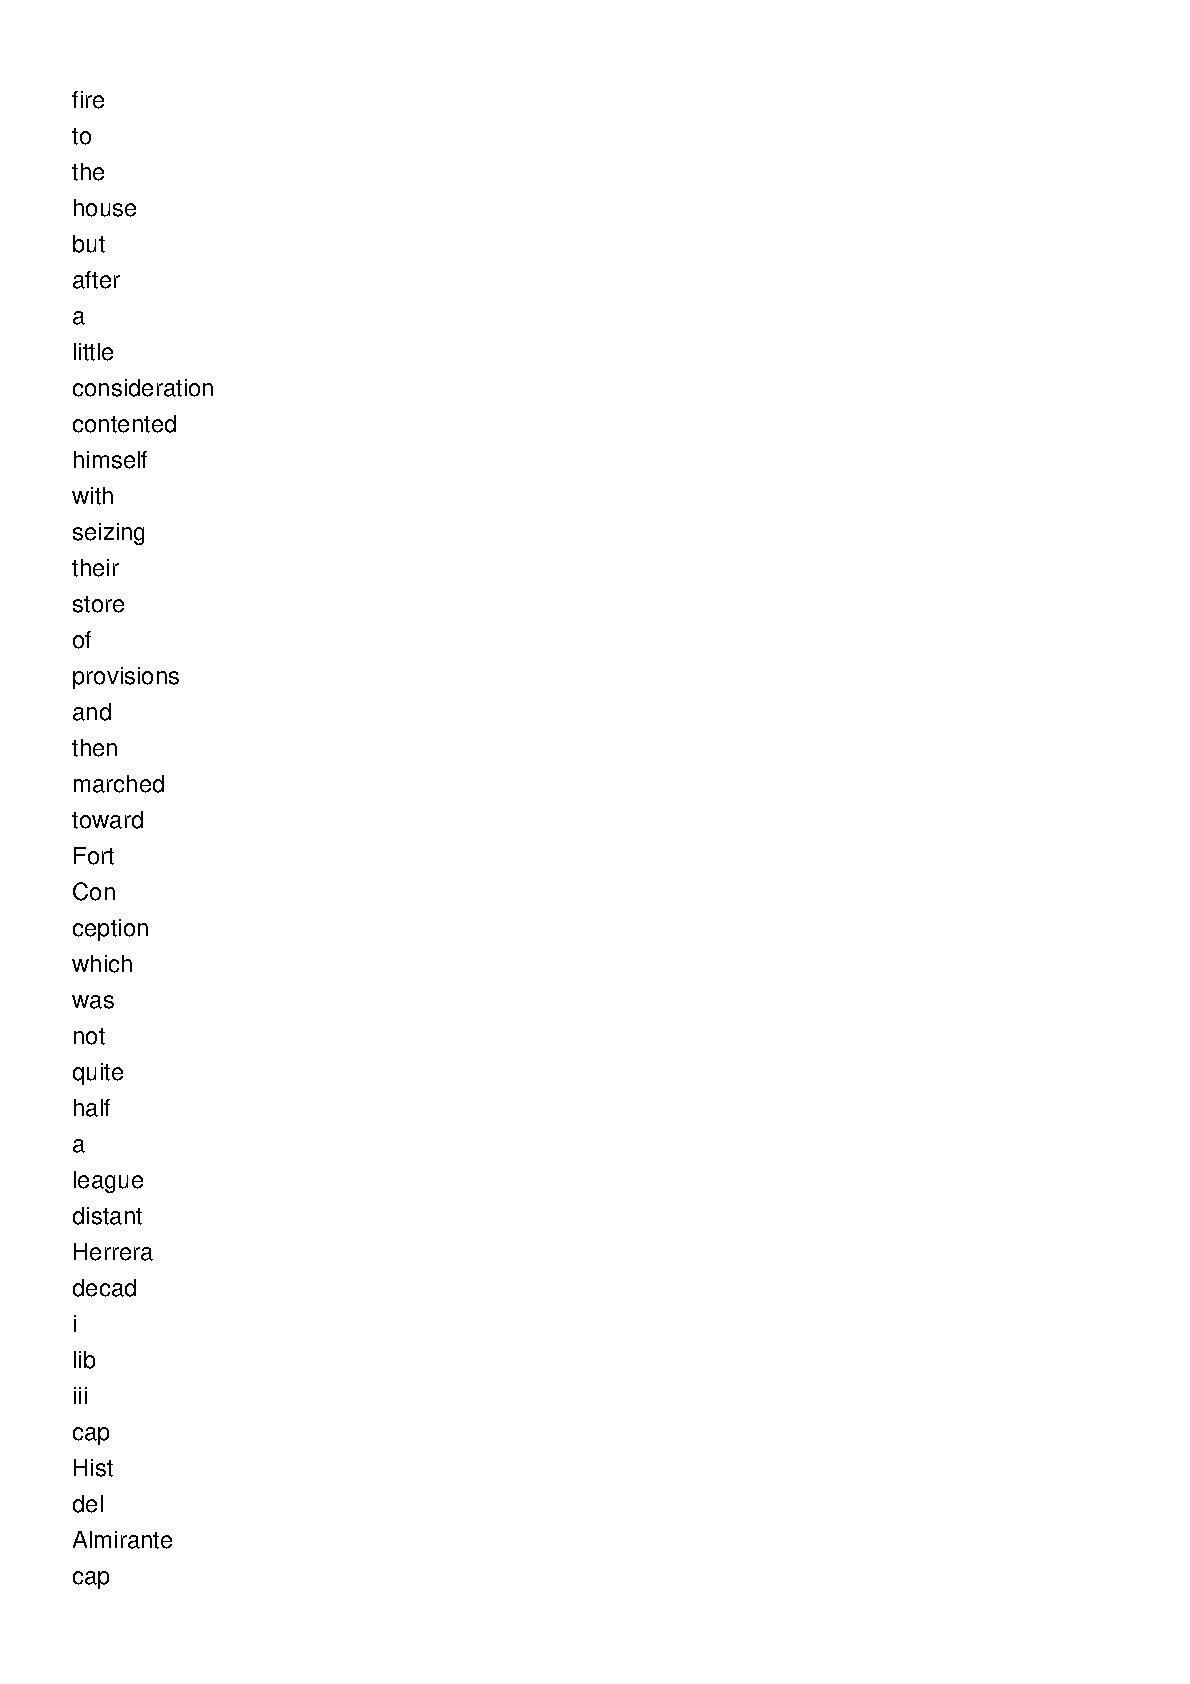 fire
to
the
house
but
after
a
little
consideration
contented
himself
with
seizing
their
store
of
provisions
and
then
marched
toward
Fort
Con
ception
which
was
not
quite
half
a
league
distant
Herrera
decad
i
lib
iii
cap
Hist
del
Almirante
cap